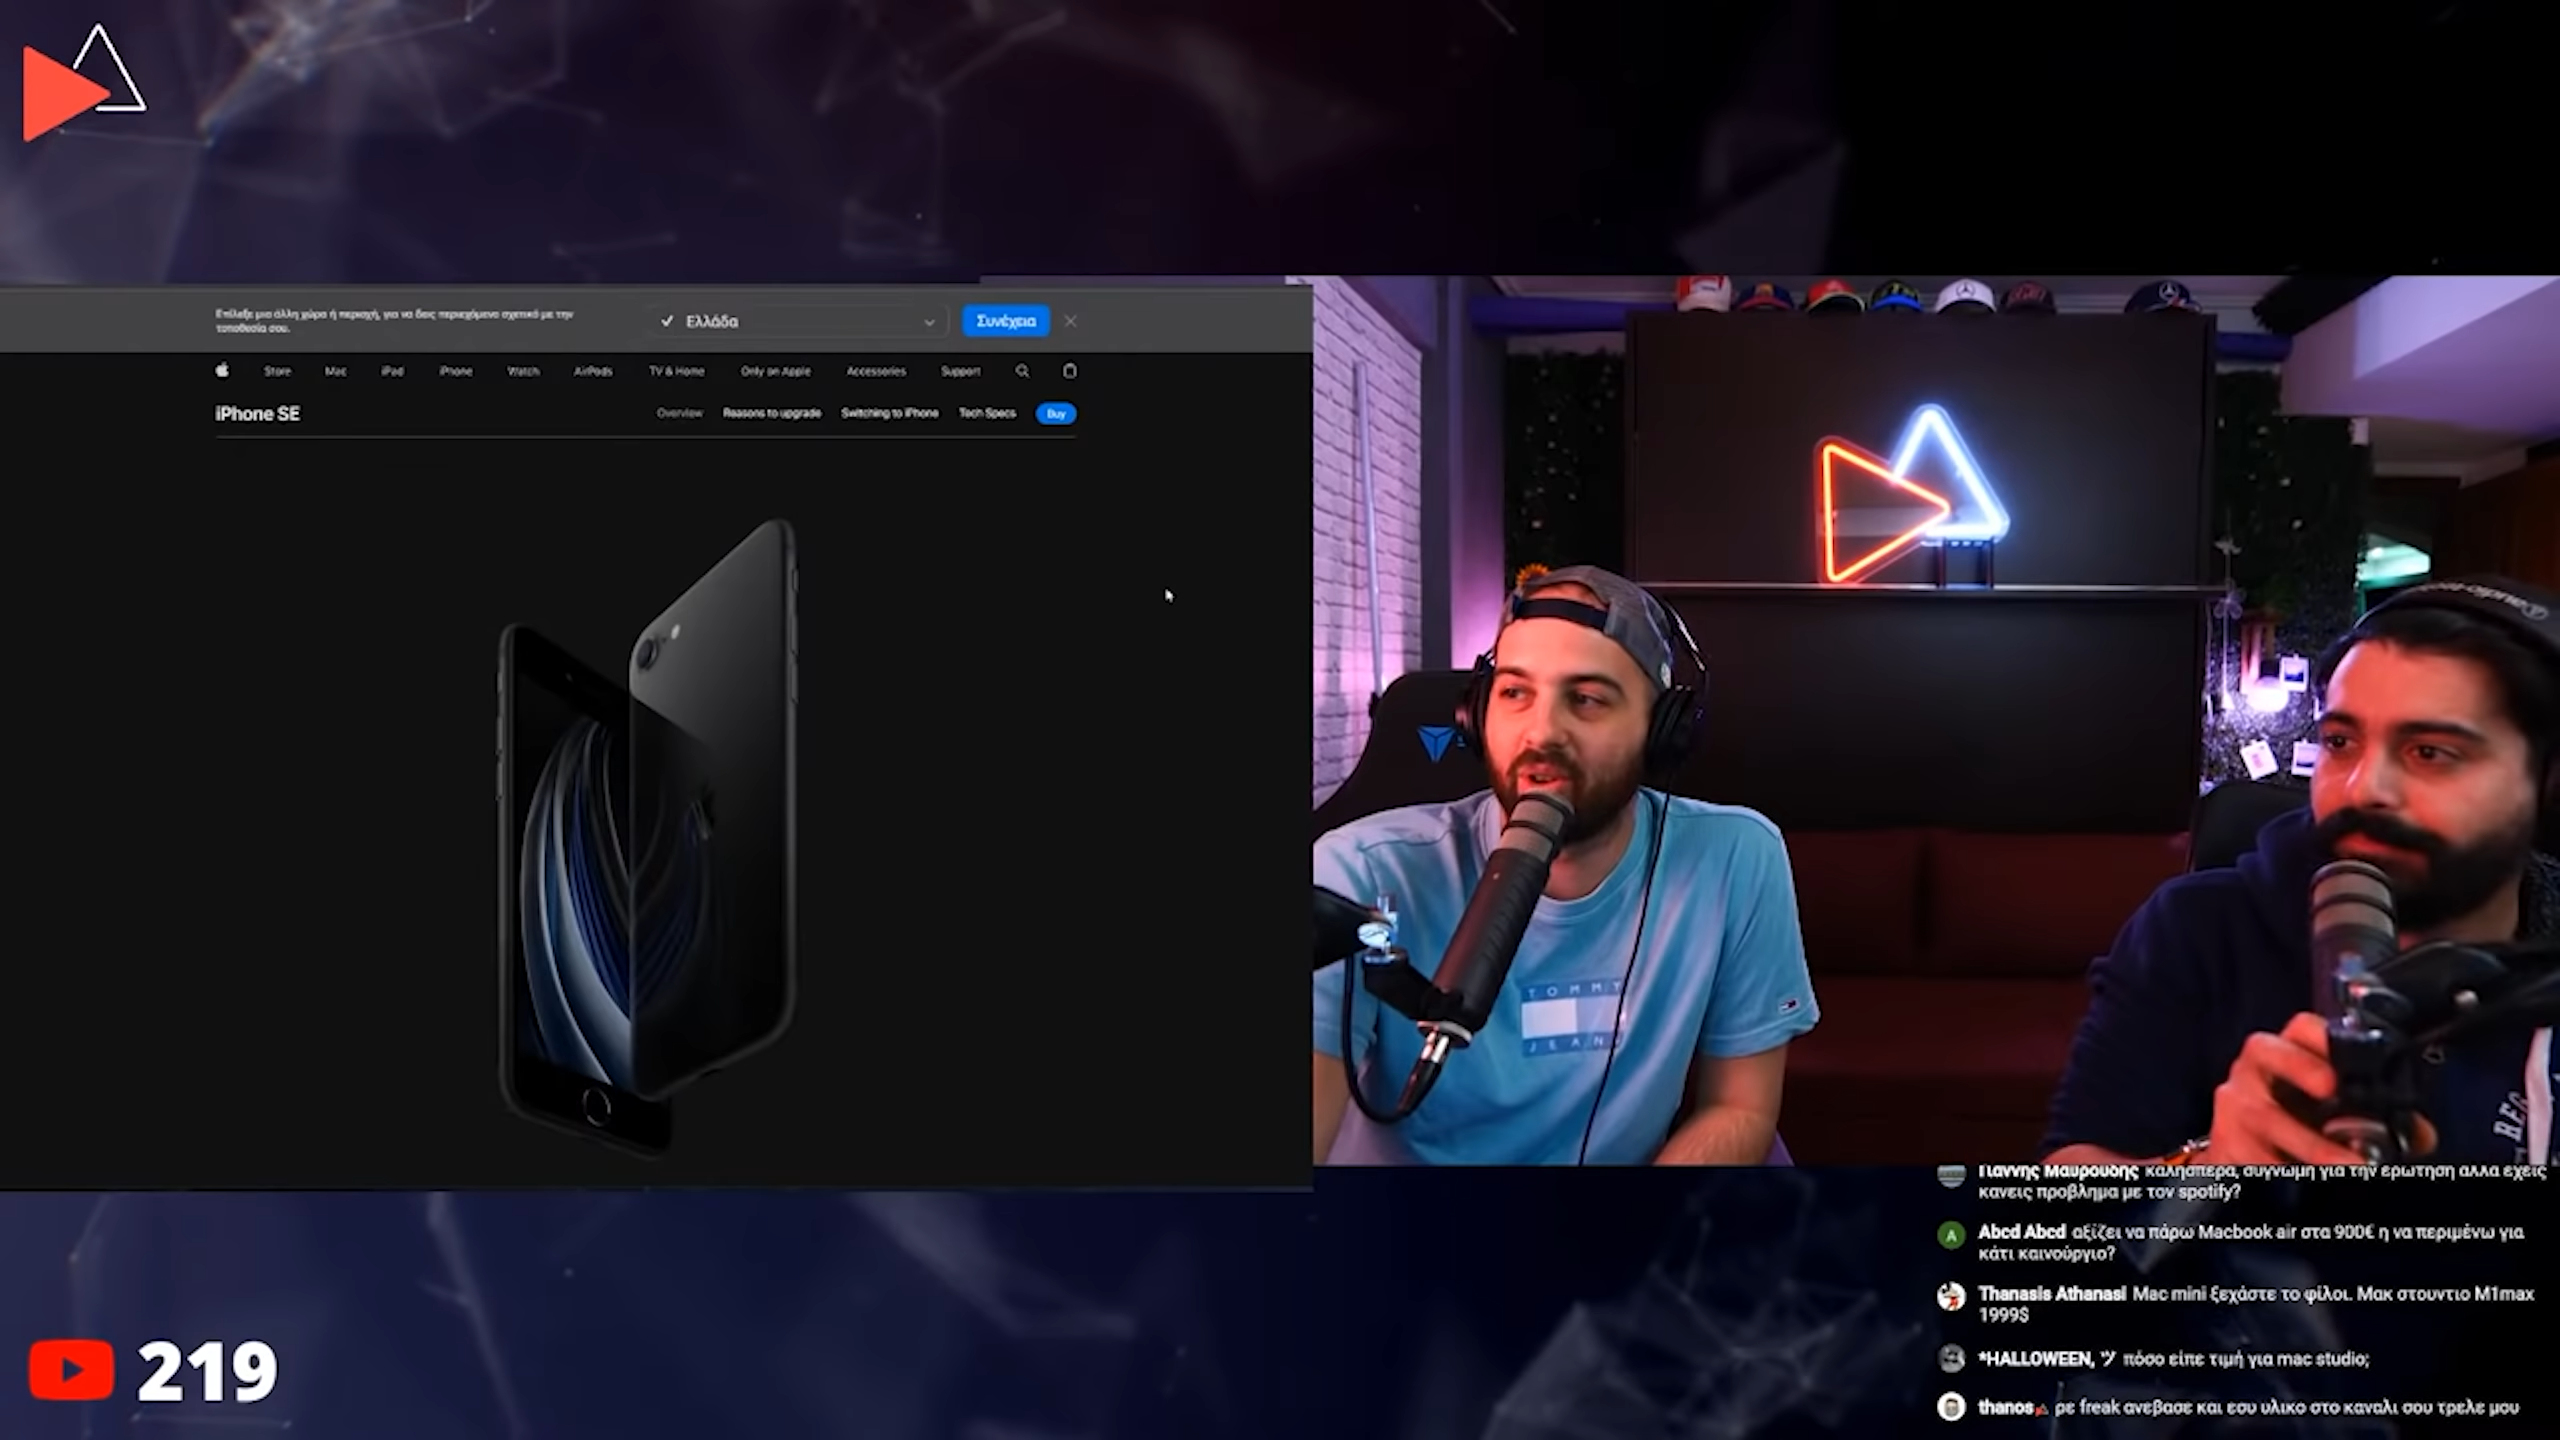 Επίλεξε μια άλλη χώρα ή περιοχή, για να δεις περιεχόμενο σχετικό με την
τοποθεσία σου.
Ελλάδα
Συνέχεια
Store Mac iPad iPhone Watch AirPods TV & Home Only on Apple Accessories Support
iPhone SE
Overview Reasons to upgrade Switching to iPhone Tech Specs Buy
TOMMY
JEANS
Γιάννης Μαυρουδής καλησπερα, συγνωμη για την ερωτηση αλλα εχεις
κανεις προβλημα με τον spotify?
A
Abcd Abcd αξίζει να πάρω Macbook air στα 900€ η να περιμένω για
κάτι καινούργιο?
Thanasis Athanasi Mac mini ξεχάστε το φίλοι. Μακ στουντιο M1max
1999$
*HALLOWEEN, ツ πόσο είπε τιμή για mac studio;
thanos ρε freak ανεβασε και εσυ υλικο στο καναλι σου τρελε μου
219